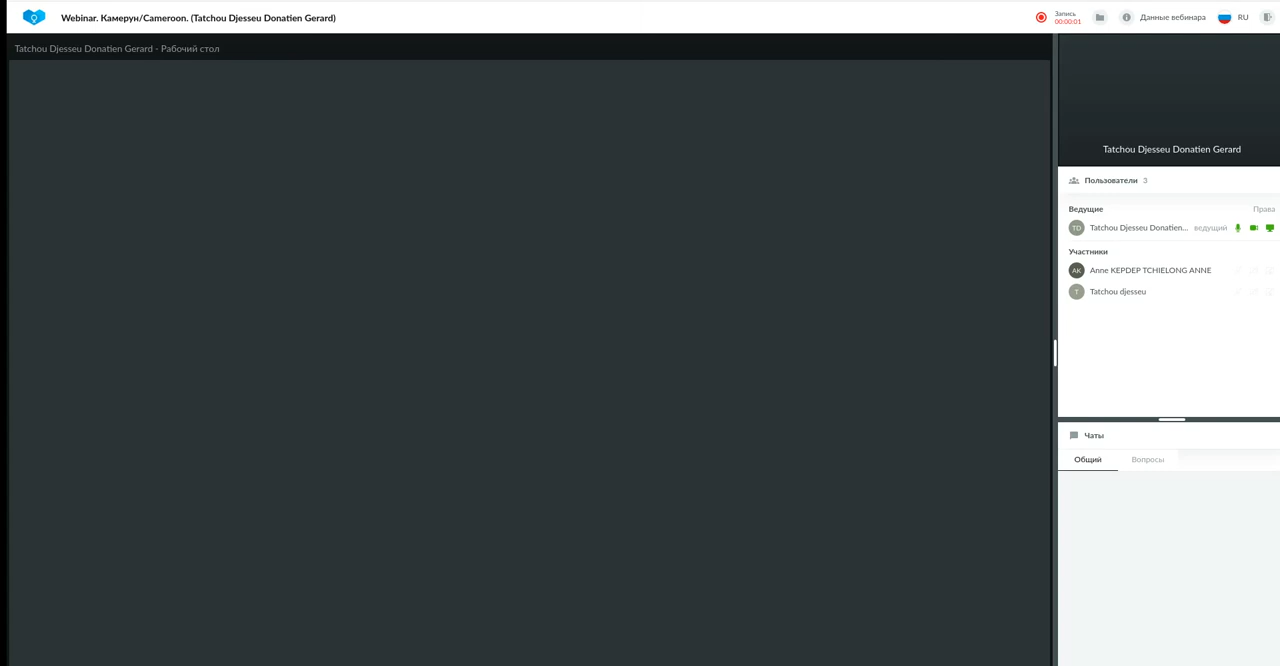 Webinar. Камерун/Cameroon. (Tatchou Djesseu Donatien Gerard)
Запись
00:00:01
Данные вебинара
RU
Tatchou Djesseu Donatien Gerard - Рабочий стол
Tatchou Djesseu Donatien Gerard
Пользователи 3
Ведущие Права
TD Tatchou Djesseu Donatien... ведущий
Участники
AK Anne KEPDEP TCHIELONG ANNE
T Tatchou djesseu
Чаты
Общий Вопросы